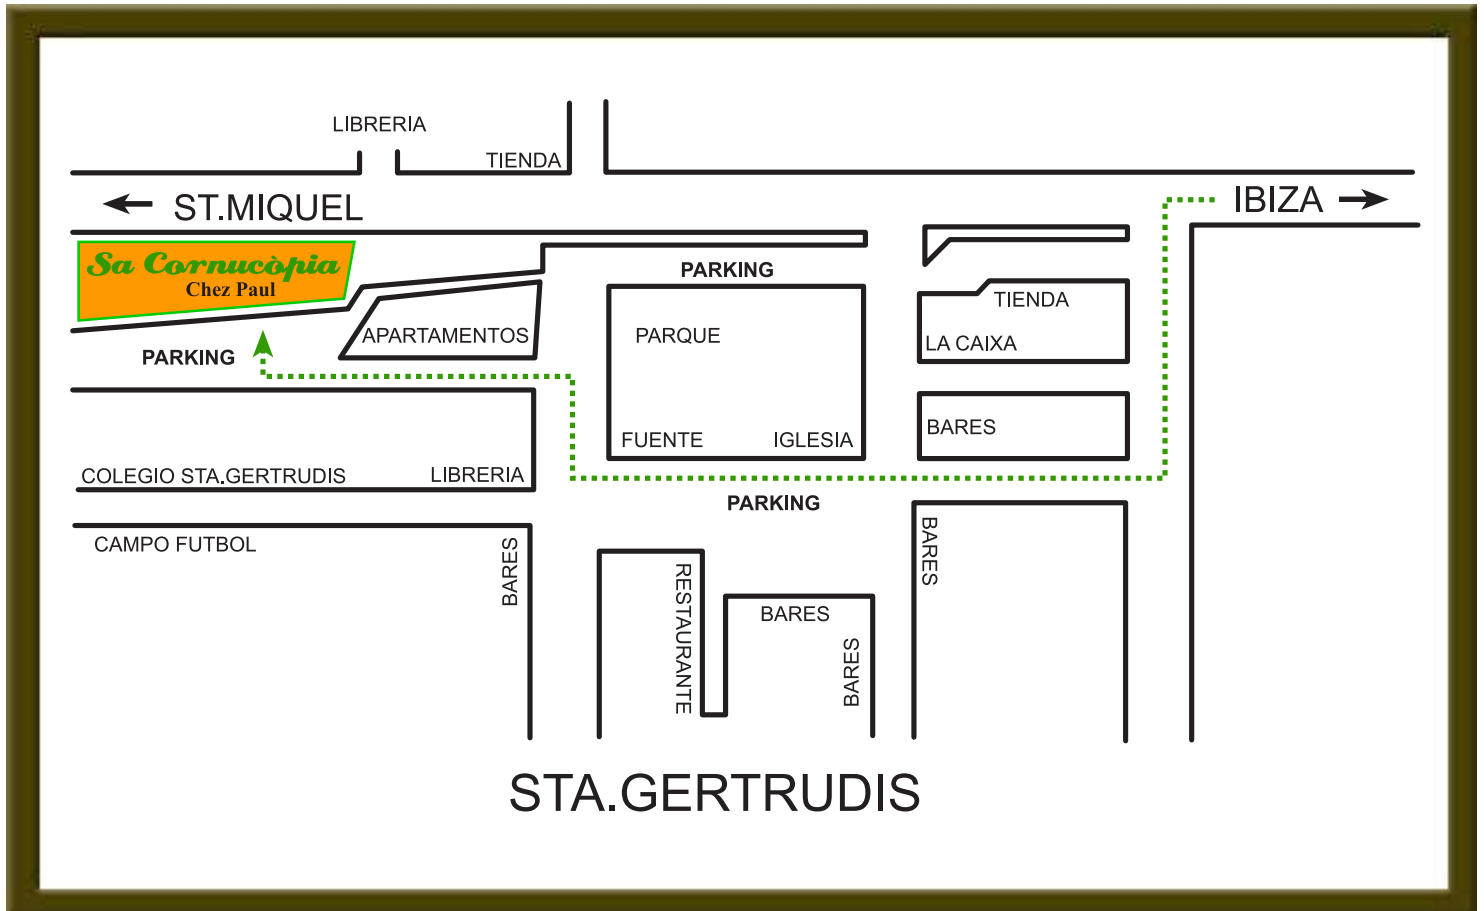 LIBRERIA
TIENDA
ST.MIQUEL
IBIZA
Sa Cornucòpia
Chez Paul
PARKING
TIENDA
APARTAMENTOS
PARQUE
LA CAIXA
PARKING
FUENTE
IGLESIA
BARES
COLEGIO STA.GERTRUDIS
LIBRERIA
PARKING
CAMPO FUTBOL
BARES
RESTAURANTE
BARES
BARES
BARES
STA.GERTRUDIS